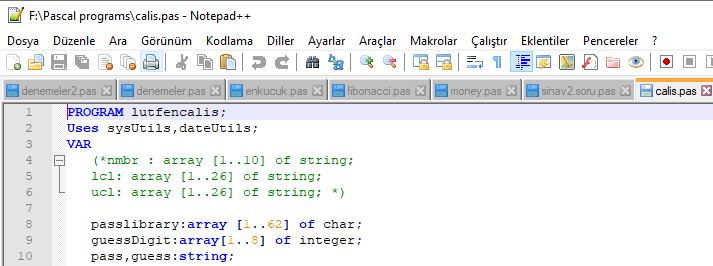 F:\Pascal programs\calis.pas - Notepad++
Dosya Düzenle Ara Görünüm Kodlama Diller Ayarlar Araçlar Makrolar Çalıştır Eklentiler Pencereler ?
denemeler2.pas denemeler.pas enkucuk.pas fibonacci.pas money.pas sinav2.soru.pas calis.pas
1 PROGRAM lutfencalis;
2 Uses sysUtils,dateUtils;
3 VAR
4 (*nmbr : array [1..10] of string;
5 lcl: array [1..26] of string;
6 ucl: array [1..26] of string; *)
7
8 passlibrary:array [1..62] of char;
9 guessDigit:array[1..8] of integer;
10 pass,guess:string;